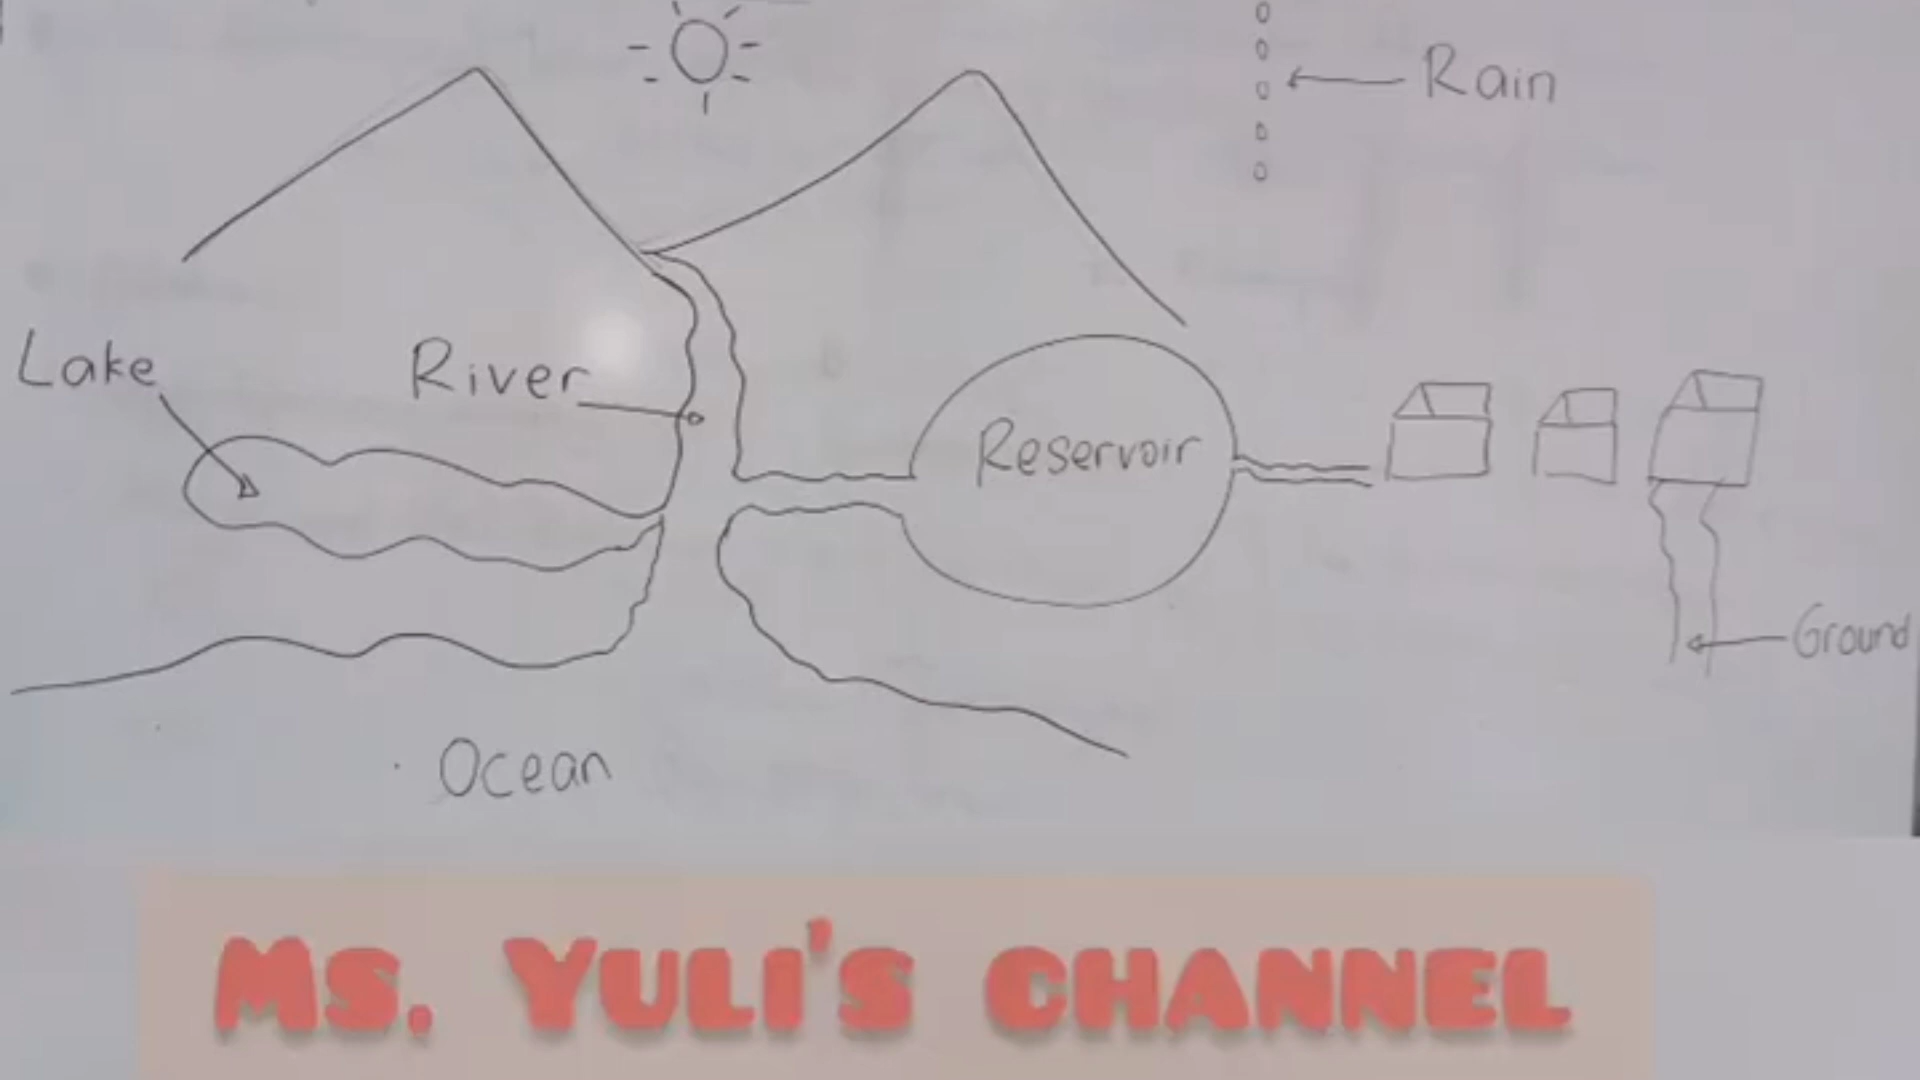 Rain
Lake
River
Reservoir
Ground
Ocean
Ms. Yuli's Channel